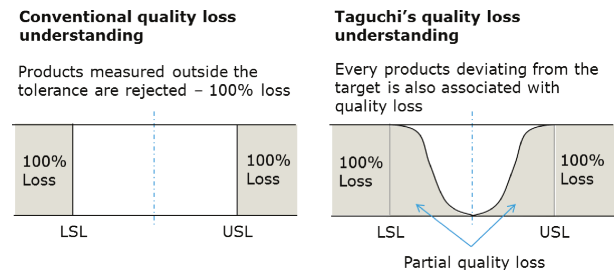 Conventional quality loss
understanding
Products measured outside the
tolerance are rejected – 100% loss
100%
Loss
100%
Loss
LSL
USL
Taguchi's quality loss
understanding
Every products deviating from the
target is also associated with
quality loss
100%
Loss
100%
Loss
LSL
USL
Partial quality loss